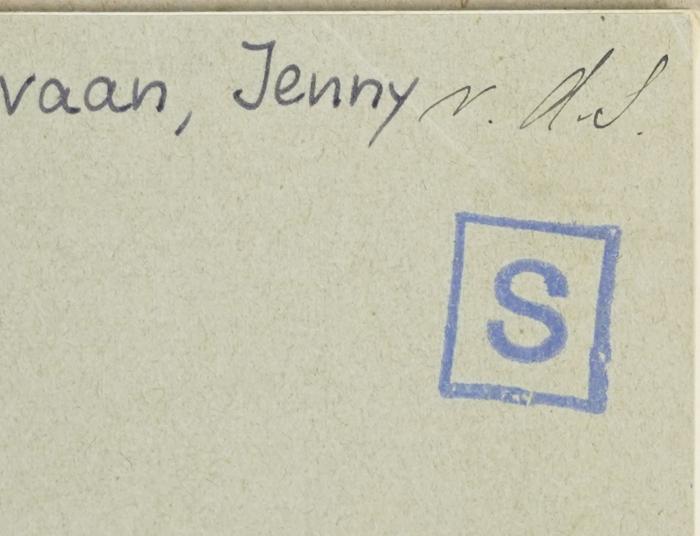 vaan, Jenny v. d. S.
S